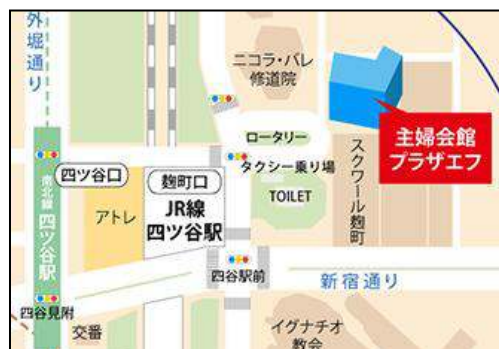 外堀通り
ニコラ・バレ
修道院
主婦会館
プラザエフ
ロータリー
タクシー乗り場
TOILET
スクワール麹町
四ツ谷口
麹町口
アトレ
JR線
四ツ谷駅
南北線 四ツ谷駅
四谷駅前
新宿通り
四谷見附
交番
イグナチオ
教会